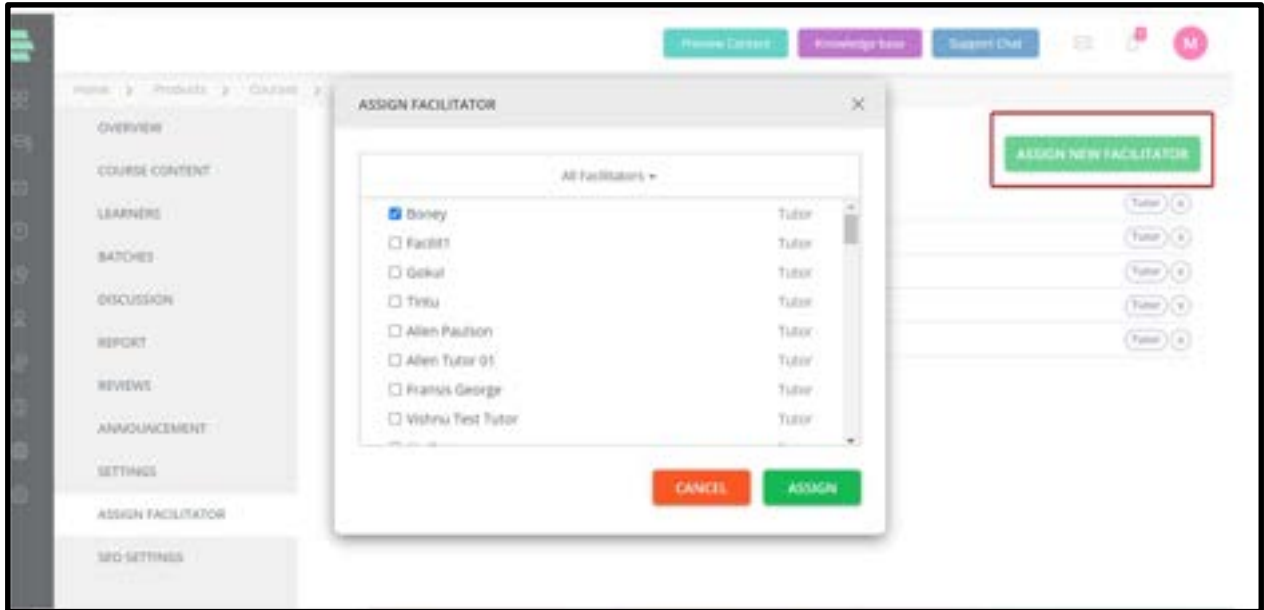 Preview Content Knowledge base Support Chat M
Home Products Courses
ASSIGN FACILITATOR
OVERVIEW
COURSE CONTENT
LEARNERS
BATCHES
DISCUSSION
REPORT
REVIEWS
ANNOUNCEMENT
SETTINGS
ASSIGN FACILITATOR
SEO SETTINGS
All Facilitators
Boney Tutor
Facilit1 Tutor
Gokul Tutor
Tintu Tutor
Allen Paulson Tutor
Allen Tutor 01 Tutor
Fransis George Tutor
Vishnu Test Tutor Tutor
CANCEL ASSIGN
ASSIGN NEW FACILITATOR
Tutor x
Tutor x
Tutor x
Tutor x
Tutor x